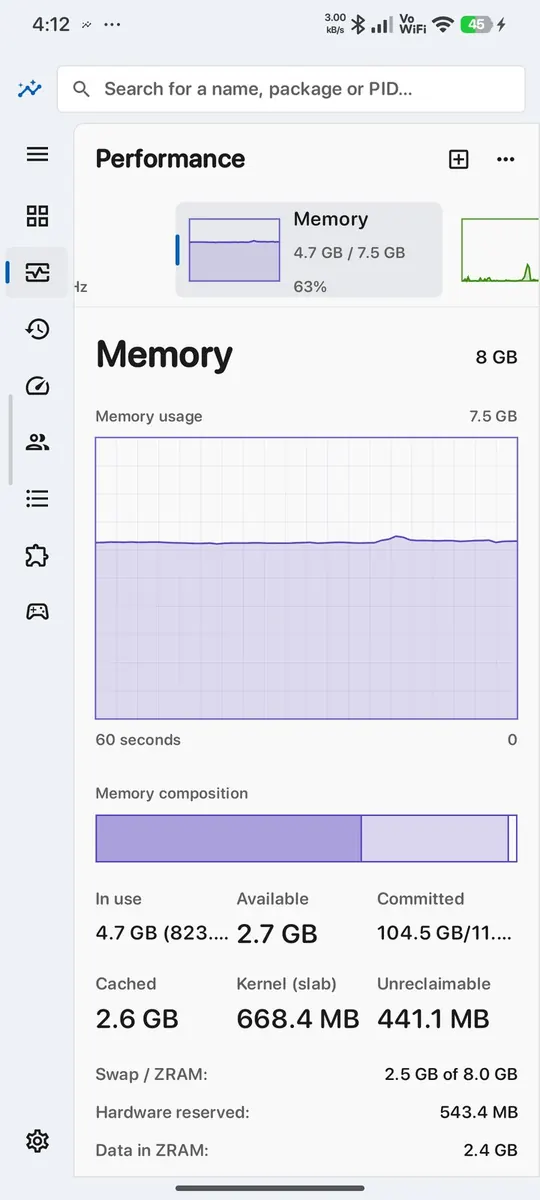 4:12
3.00
kB/s
Vo
WiFi
45
Search for a name, package or PID...
Performance
Memory
4.7 GB / 7.5 GB
63%
Hz
Memory
8 GB
Memory usage
7.5 GB
60 seconds
0
Memory composition
In use
Available
Committed
4.7 GB (823....
2.7 GB
104.5 GB/11....
Cached
Kernel (slab)
Unreclaimable
2.6 GB
668.4 MB
441.1 MB
Swap / ZRAM:
2.5 GB of 8.0 GB
Hardware reserved:
543.4 MB
Data in ZRAM:
2.4 GB